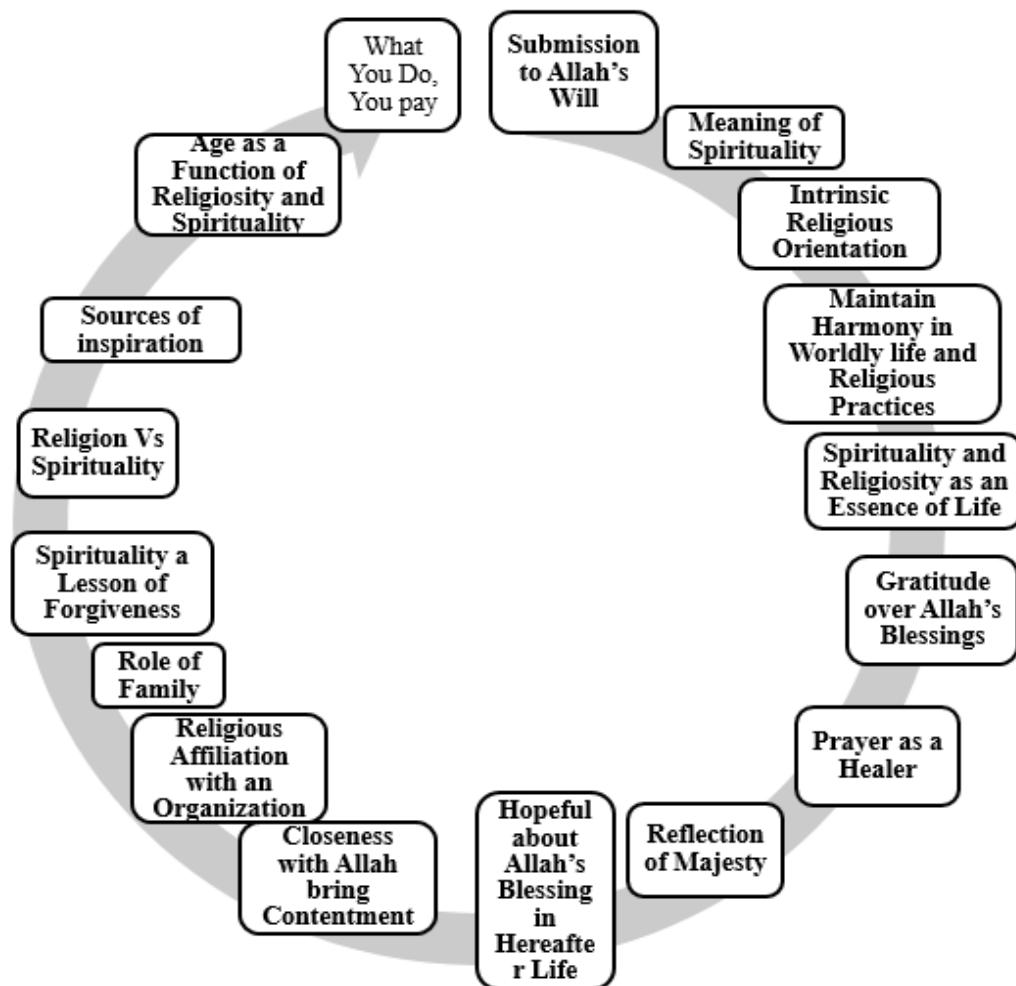 What
You Do,
You pay
Submission
to Allah’s
Will
Meaning of
Spirituality
Intrinsic
Religious
Orientation
Maintain
Harmony in
Worldly life and
Religious
Practices
Spirituality and
Religiosity as an
Essence of Life
Gratitude
over Allah’s
Blessings
Prayer as a
Healer
Reflection
of Majesty
Hopeful
about
Allah’s
Blessing
in
Hereafte
r Life
Closeness
with Allah
bring
Contentment
Religious
Affiliation
with an
Organization
Role of
Family
Spirituality a
Lesson of
Forgiveness
Religion Vs
Spirituality
Sources of
inspiration
Age as a
Function of
Religiosity and
Spirituality